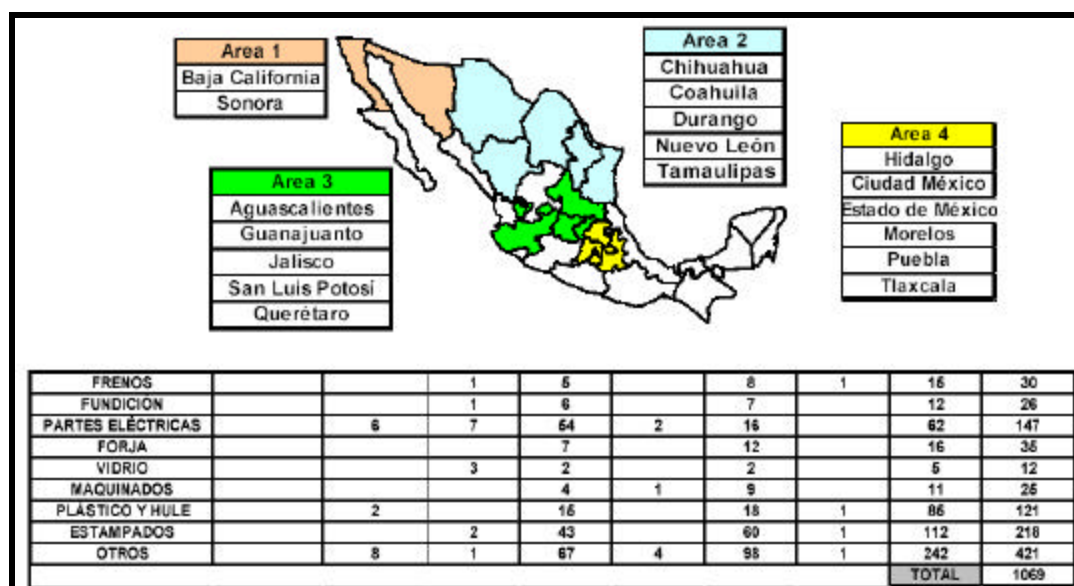 Area 1
Baja California
Sonora
Area 2
Chihuahua
Coahuila
Durango
Nuevo León
Tamaulipas
Area 3
Aguascalientes
Guanajuanto
Jalisco
San Luis Potosí
Querétaro
Area 4
Hidalgo
Ciudad México
Estado de México
Morelos
Puebla
Tlaxcala
FRENOS 1 5 8 1 15 30
FUNDICIÓN 1 6 7 12 26
PARTES ELÉCTRICAS 6 7 54 2 16 62 147
FORJA 7 12 16 35
VIDRIO 3 2 2 5 12
MAQUINADOS 4 1 9 11 25
PLÁSTICO Y HULE 2 15 18 1 85 121
ESTAMPADOS 2 43 60 1 112 218
OTROS 8 1 67 4 98 1 242 421
TOTAL 1069